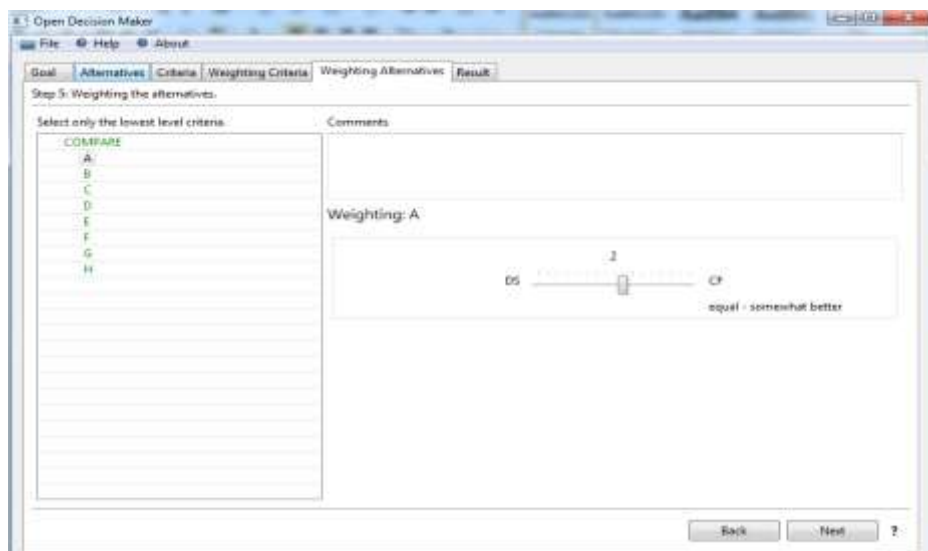 Open Decision Maker
File Help About
Goal Alternatives Criteria Weighting Criteria Weighting Alternatives Result
Step 5: Weighting the alternatives.
Select only the lowest level criteria
Comments
COMPARE
A
B
C
D
E
F
G
H
Weighting: A
2
DS CP
equal - somewhat better
Back Next ?